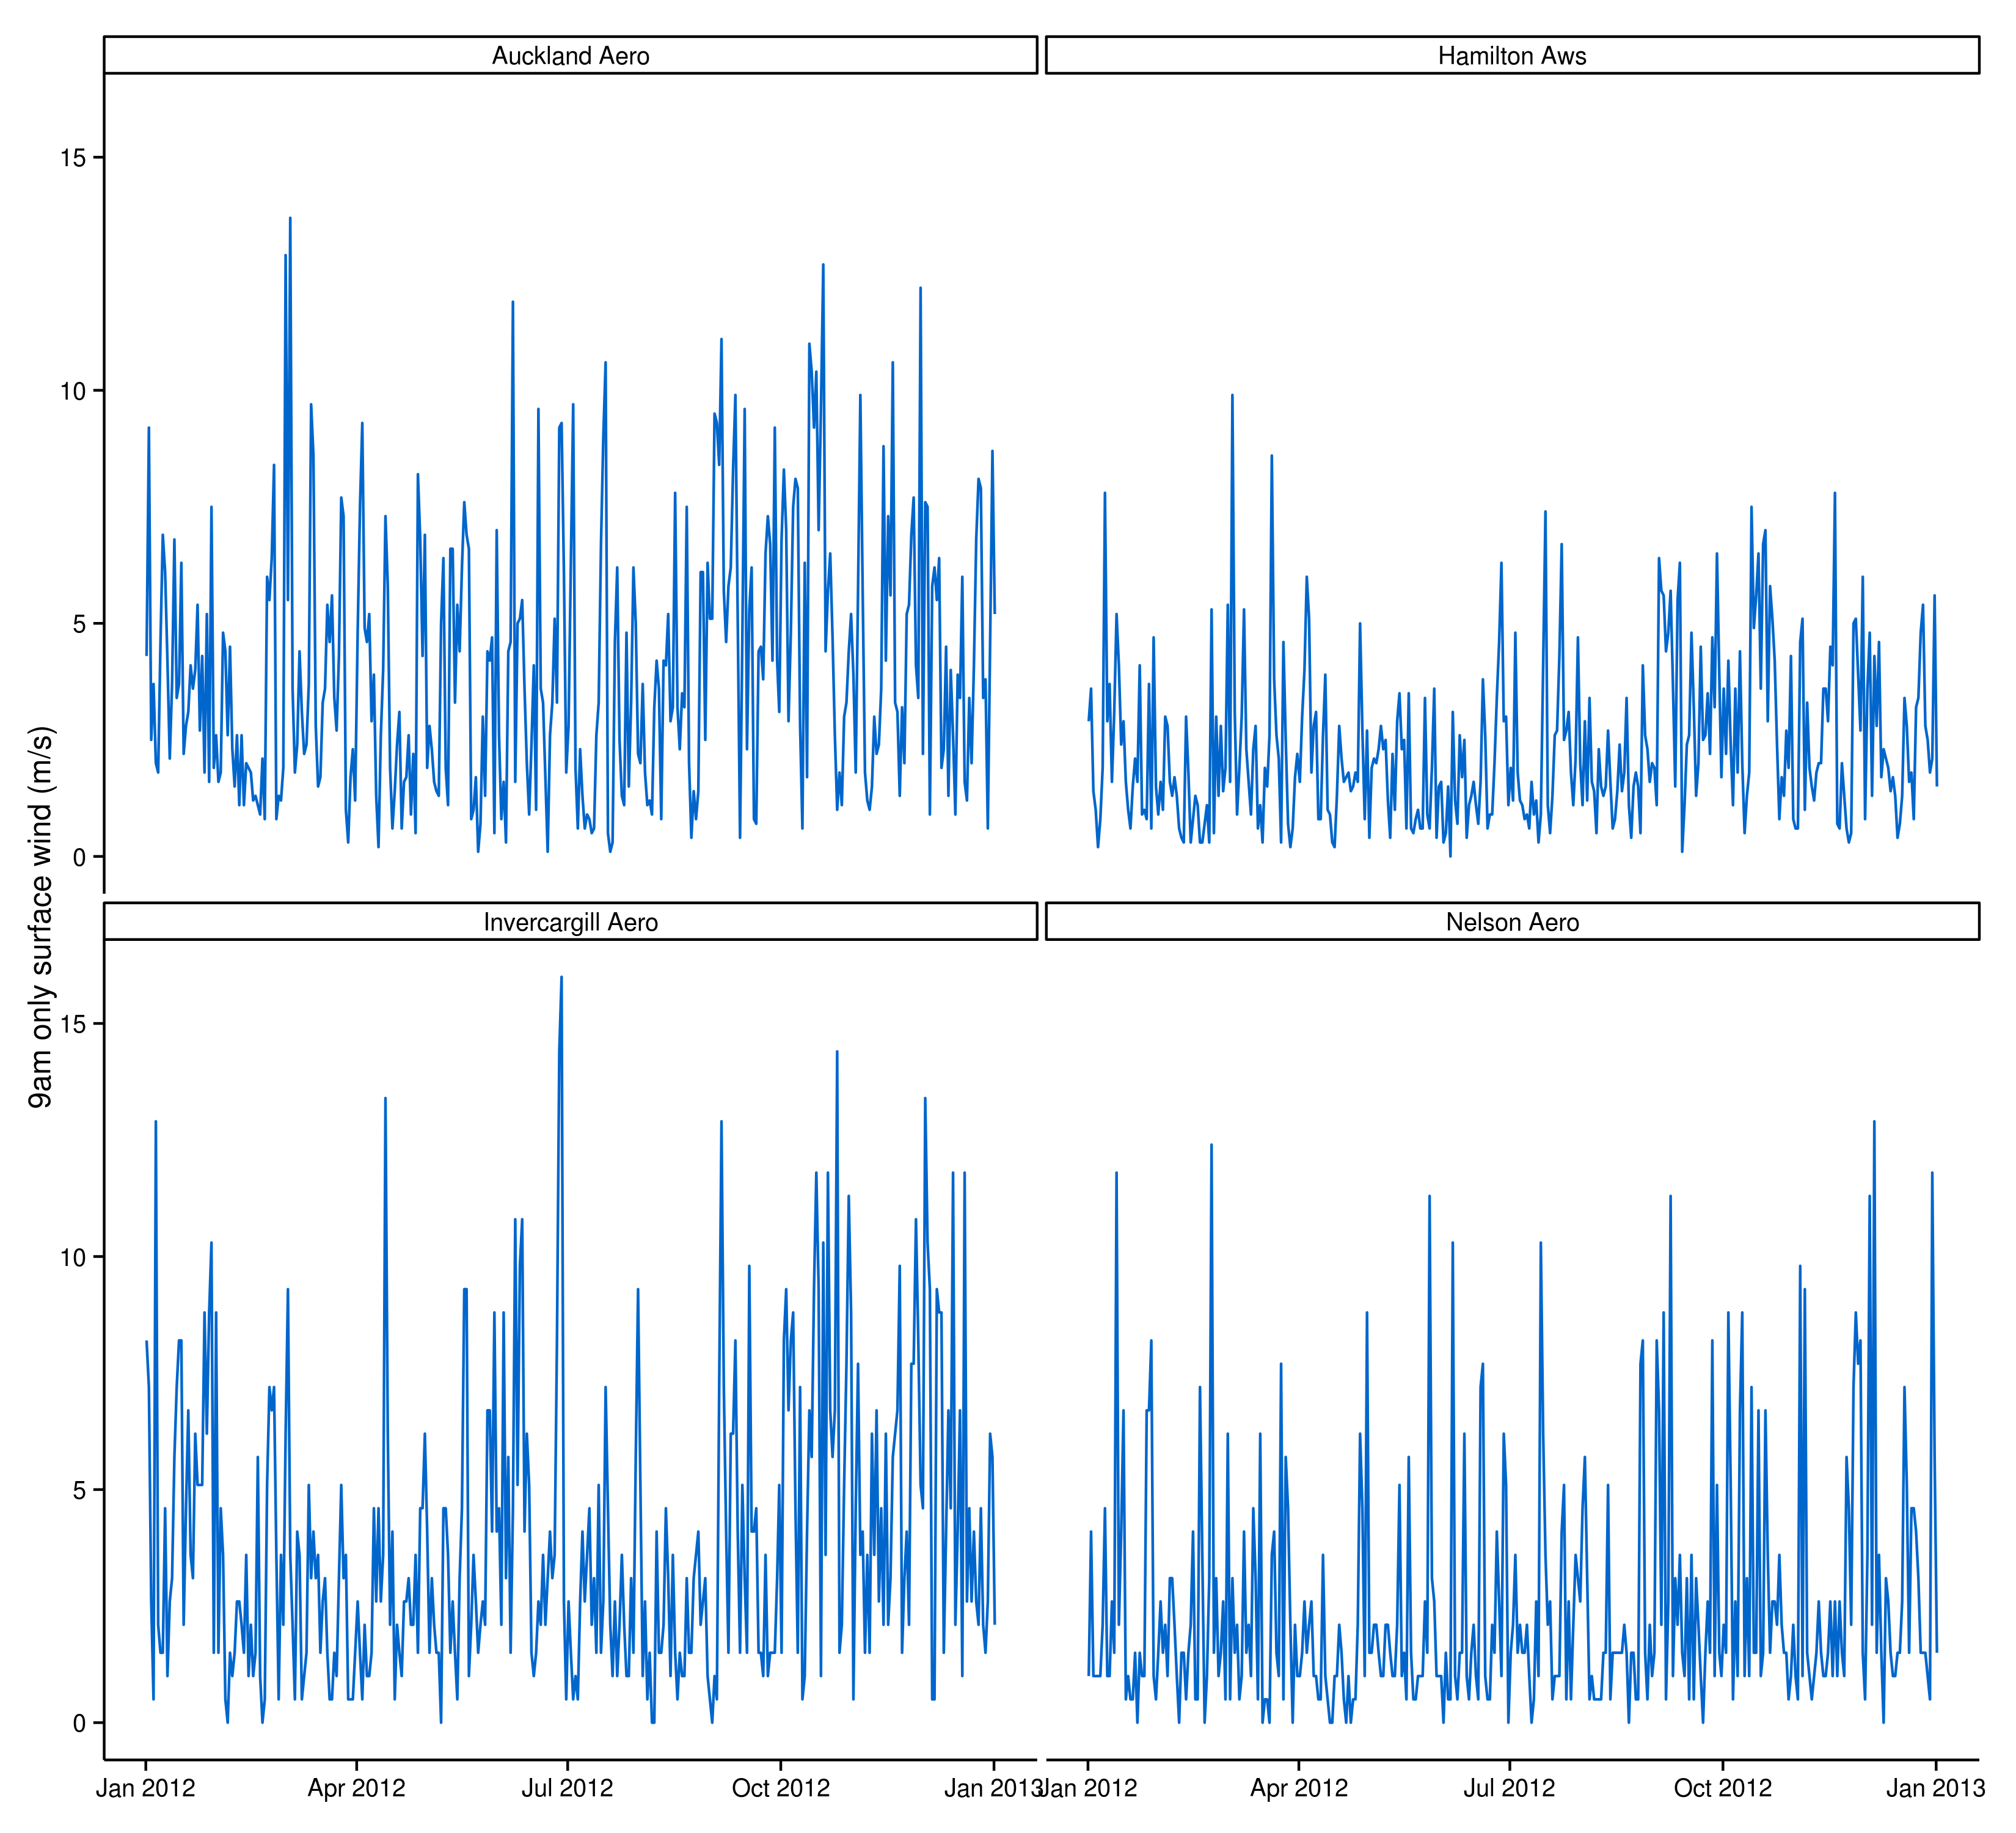 Auckland Aero
Hamilton Aws
15
10
5
0
Invercargill Aero
Nelson Aero
15
10
5
0
9am only surface wind (m/s)
Jan 2012 Apr 2012 Jul 2012 Oct 2012 Jan 2013
Jan 2012 Apr 2012 Jul 2012 Oct 2012 Jan 2013